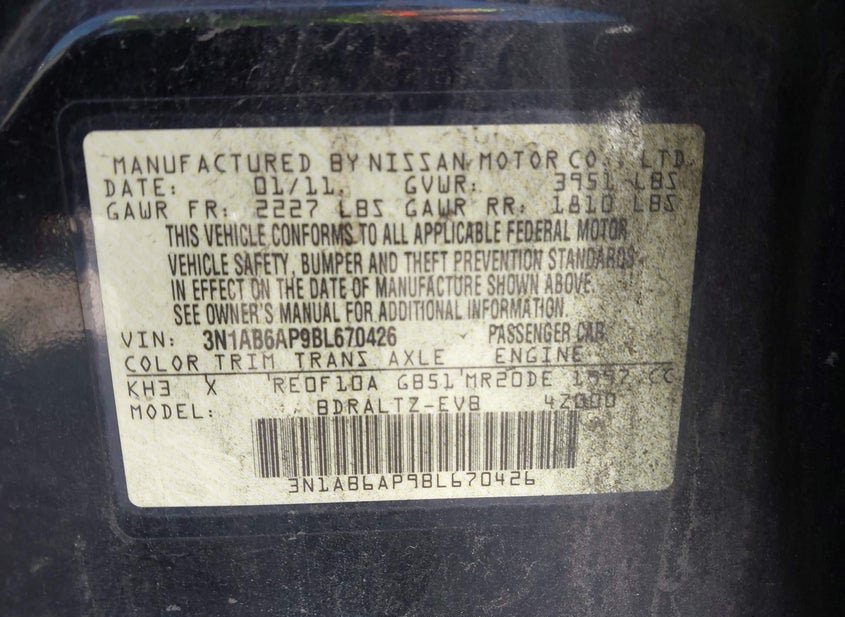 MANUFACTURED BY NISSAN MOTOR CO., LTD.
DATE: 01/11 GVWR: 3951 LBS
GAWR FR: 2227 LBS GAWR RR: 1810 LBS
THIS VEHICLE CONFORMS TO ALL APPLICABLE FEDERAL MOTOR
VEHICLE SAFETY, BUMPER AND THEFT PREVENTION STANDARDS
IN EFFECT ON THE DATE OF MANUFACTURE SHOWN ABOVE.
SEE OWNER'S MANUAL FOR ADDITIONAL INFORMATION.
VIN: 3N1AB6AP9BL670426 PASSENGER CAR
COLOR TRIM TRANS AXLE ENGINE
KH3 X RE0F10A GB51 MR20DE 1997 CC
MODEL: BDRALTZ-EVB 4Z000
3N1AB6AP9BL670426